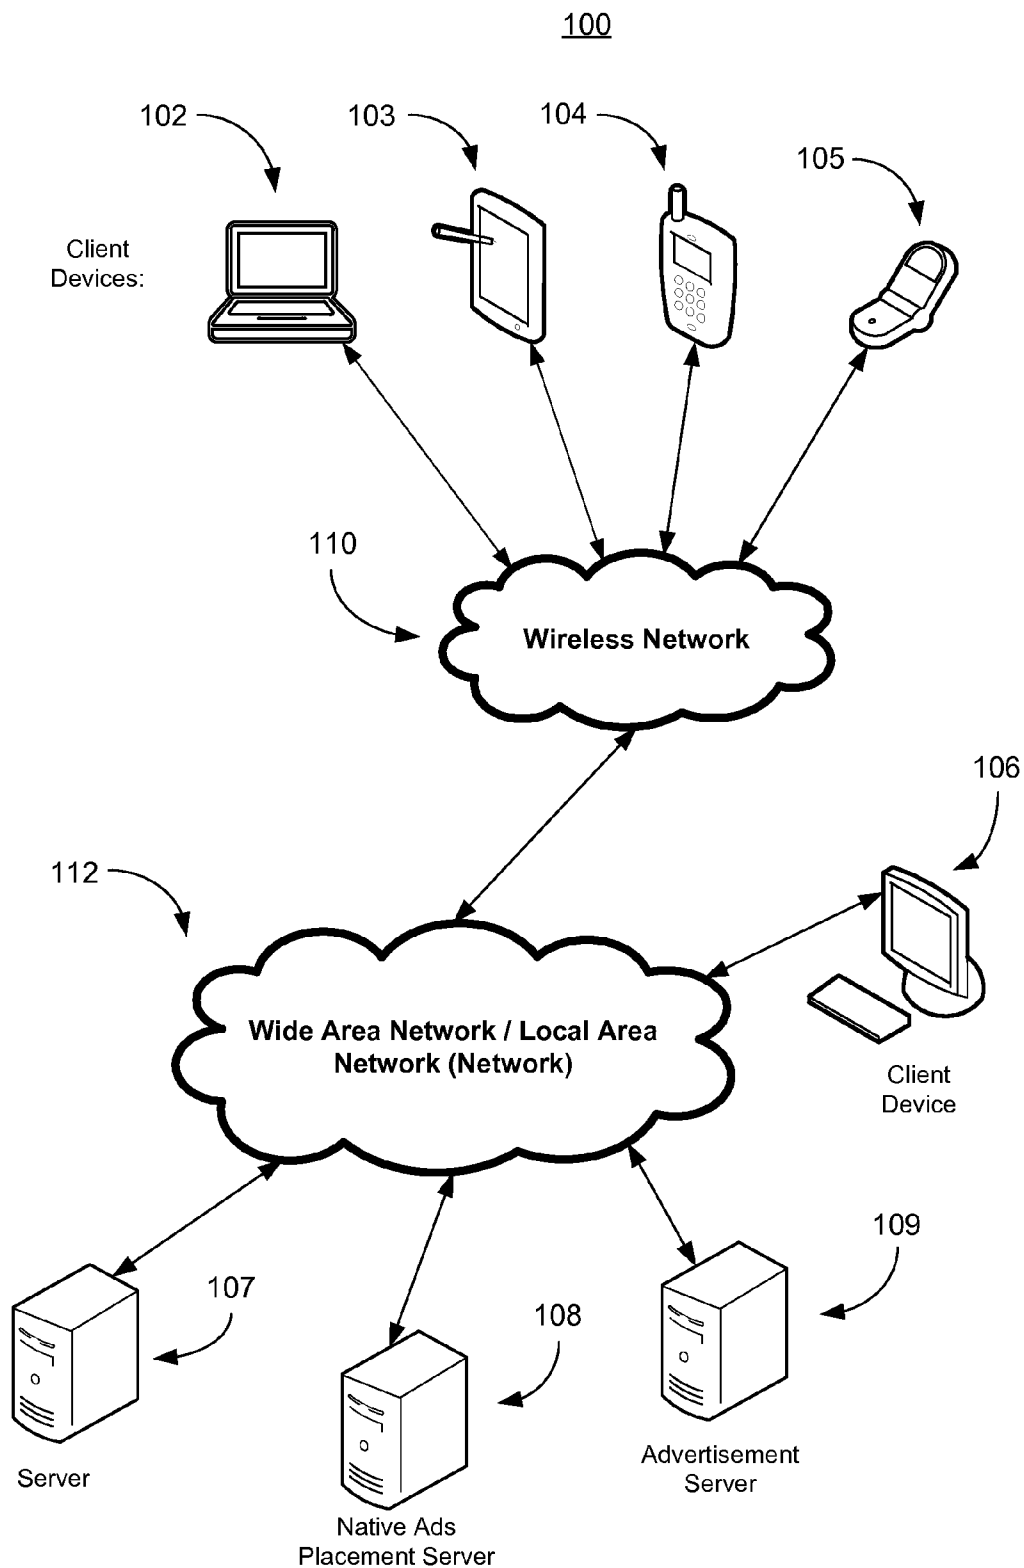 100
102
103
104
105
Client
Devices:
110
Wireless Network
106
112
Wide Area Network / Local Area
Network (Network)
Client
Device
109
107
108
Server
Advertisement
Server
Native Ads
Placement Server